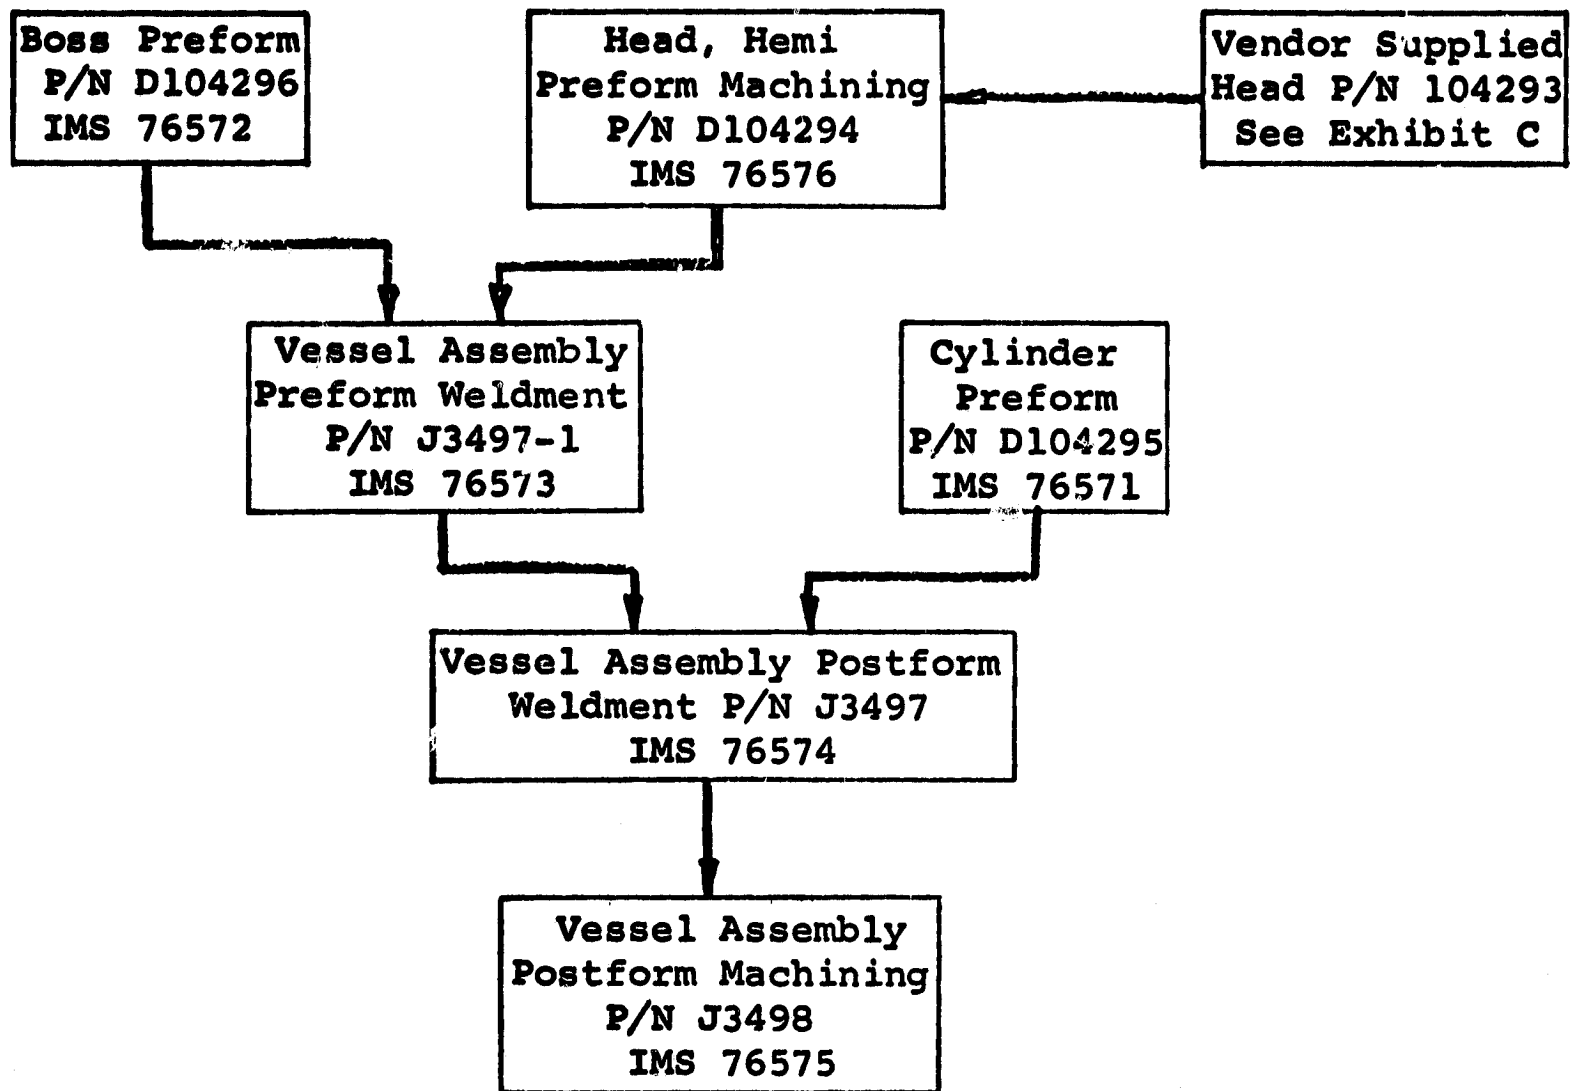 Boss Preform
P/N D104296
IMS 76572
Head, Hemi
Preform Machining
P/N D104294
IMS 76576
Vendor Supplied
Head P/N 104293
See Exhibit C
Vessel Assembly
Preform Weldment
P/N J3497-1
IMS 76573
Cylinder
Preform
P/N D104295
IMS 76571
Vessel Assembly Postform
Weldment P/N J3497
IMS 76574
Vessel Assembly
Postform Machining
P/N J3498
IMS 76575